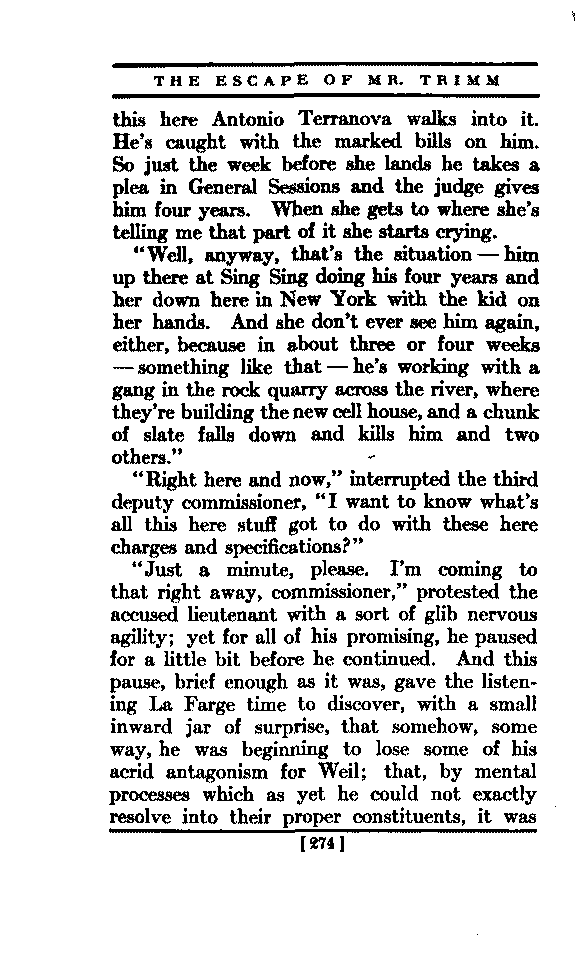 THE ESCAPE OF MR. TRIMM
this here Antonio Terranova walks into it.
He's caught with the marked bills on him.
So just the week before she lands he takes a
plea in General Sessions and the judge gives
him four years. When she gets to where she's
telling me that part of it she starts crying.
"Well, anyway, that's the situation — him
up there at Sing Sing doing his four years and
her down here in New York with the kid on
her hands. And she don't ever see him again,
either, because in about three or four weeks
— something like that — he's working with a
gang in the rock quarry across the river, where
they're building the new cell house, and a chunk
of slate falls down and kills him and two
others."
"Right here and now," interrupted the third
deputy commissioner, "I want to know what's
all this here stuff got to do with these here
charges and specifications?"
"Just a minute, please. I'm coming to
that right away, commissioner," protested the
accused lieutenant with a sort of glib nervous
agility; yet for all of his promising, he paused
for a little bit before he continued. And this
pause, brief enough as it was, gave the listen-
ing La Farge time to discover, with a small
inward jar of surprise, that somehow, some
way, he was beginning to lose some of his
acrid antagonism for Weil; that, by mental
processes which as yet he could not exactly
resolve into their proper constituents, it was
[274]